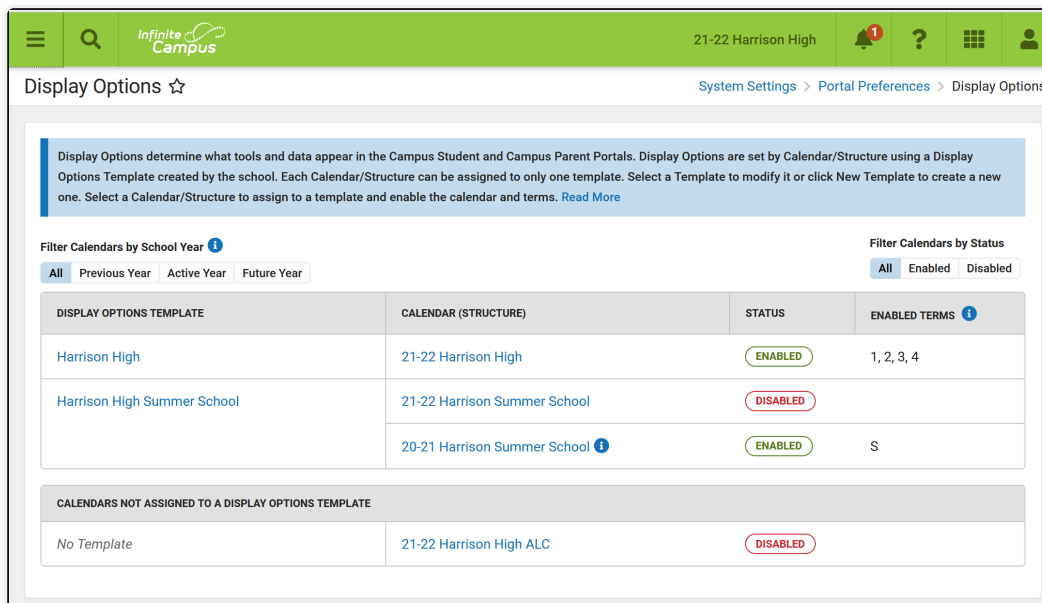 Infinite
Campus
21-22 Harrison High
1
?
Display Options
System Settings > Portal Preferences > Display Options
Display Options determine what tools and data appear in the Campus Student and Campus Parent Portals. Display Options are set by Calendar/Structure using a Display
Options Template created by the school. Each Calendar/Structure can be assigned to only one template. Select a Template to modify it or click New Template to create a new
one. Select a Calendar/Structure to assign to a template and enable the calendar and terms. Read More
Filter Calendars by School Year i
Filter Calendars by Status
All Previous Year Active Year Future Year
All Enabled Disabled
DISPLAY OPTIONS TEMPLATE CALENDAR (STRUCTURE) STATUS ENABLED TERMS i
Harrison High 21-22 Harrison High ENABLED 1, 2, 3, 4
Harrison High Summer School 21-22 Harrison Summer School DISABLED
20-21 Harrison Summer School i ENABLED S
CALENDARS NOT ASSIGNED TO A DISPLAY OPTIONS TEMPLATE
No Template 21-22 Harrison High ALC DISABLED